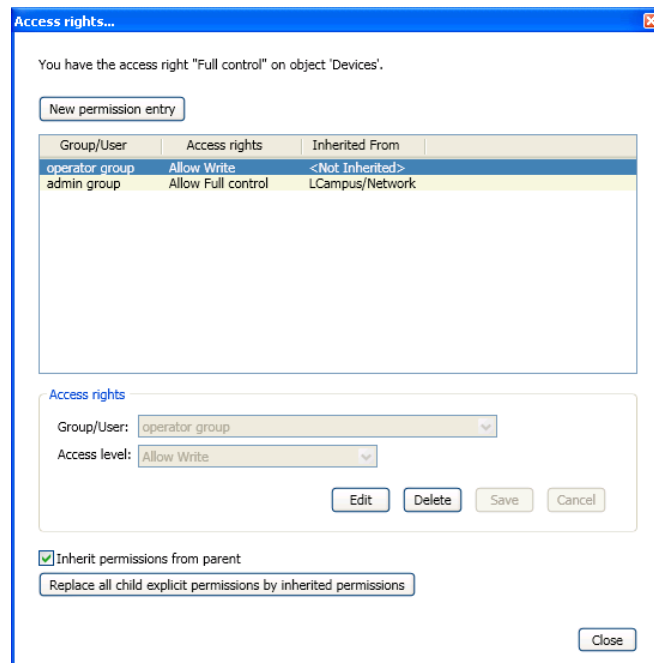 Access rights...
You have the access right "Full control" on object 'Devices'.
New permission entry
Group/User Access rights Inherited From
operator group Allow Write <Not Inherited>
admin group Allow Full control LCampus/Network
Access rights
Group/User: operator group
Access level: Allow Write
Edit Delete Save Cancel
Inherit permissions from parent
Replace all child explicit permissions by inherited permissions
Close